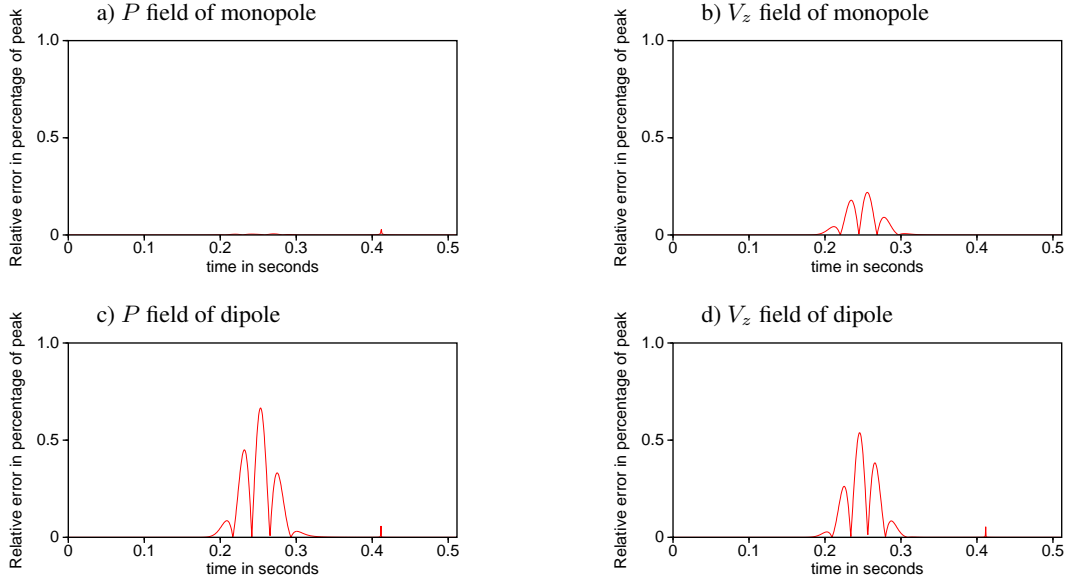 a) P field of monopole
Relative error in percentage of peak
1.0
0.5
0
0 0.1 0.2 0.3 0.4 0.5
time in seconds
b) V_z field of monopole
Relative error in percentage of peak
1.0
0.5
0
0 0.1 0.2 0.3 0.4 0.5
time in seconds
c) P field of dipole
Relative error in percentage of peak
1.0
0.5
0
0 0.1 0.2 0.3 0.4 0.5
time in seconds
d) V_z field of dipole
Relative error in percentage of peak
1.0
0.5
0
0 0.1 0.2 0.3 0.4 0.5
time in seconds